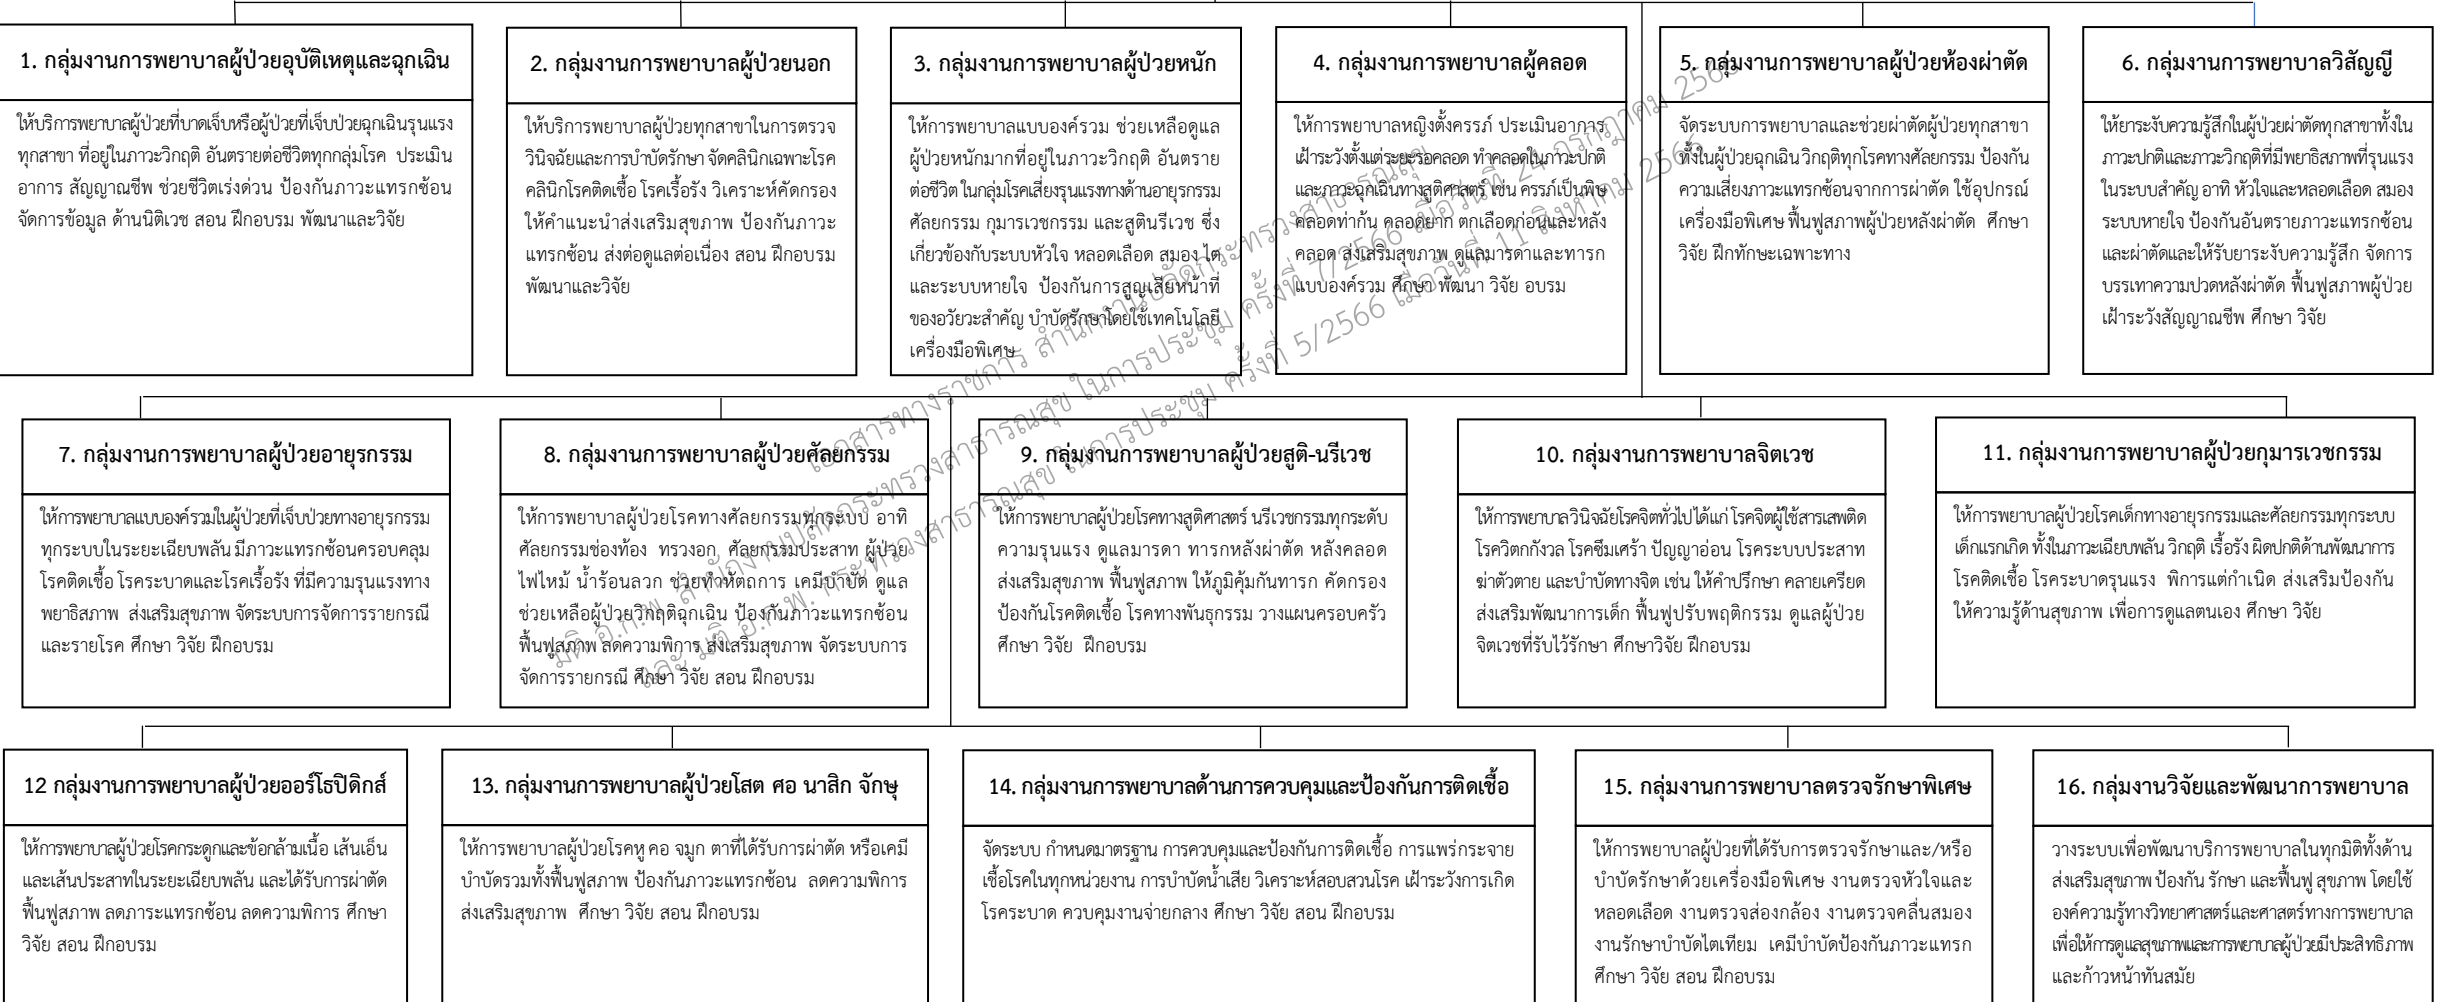 1. กลุ่มงานการพยาบาลผู้ป่วยอุบัติเหตุและฉุกเฉิน
ให้บริการพยาบาลผู้ป่วยที่บาดเจ็บหรือผู้ป่วยที่เจ็บป่วยฉุกเฉินรุนแรง
ทุกสาขา ที่อยู่ในภาวะวิกฤติ อันตรายต่อชีวิตทุกกลุ่มโรค ประเมิน
อาการ สัญญาณชีพ ช่วยชีวิตเร่งด่วน ป้องกันภาวะแทรกซ้อน
จัดการข้อมูล ด้านนิติเวช สอน ฝึกอบรม พัฒนาและวิจัย
2. กลุ่มงานการพยาบาลผู้ป่วยนอก
ให้บริการพยาบาลผู้ป่วยทุกสาขาในการตรวจ
วินิจฉัยและการบำบัดรักษา จัดคลินิกเฉพาะโรค
คลินิกโรคติดเชื้อ โรคเรื้อรัง วิเคราะห์คัดกรอง
ให้คำแนะนำส่งเสริมสุขภาพ ป้องกันภาวะ
แทรกซ้อน ส่งต่อดูแลต่อเนื่อง สอน ฝึกอบรม
พัฒนาและวิจัย
3. กลุ่มงานการพยาบาลผู้ป่วยหนัก
ให้การพยาบาลแบบองค์รวม ช่วยเหลือดูแล
ผู้ป่วยหนักมากที่อยู่ในภาวะวิกฤติ อันตราย
ต่อชีวิต ในกลุ่มโรคเสี่ยงรุนแรงทางด้านอายุรกรรม
ศัลยกรรม กุมารเวชกรรม และสูตินรีเวช ซึ่ง
เกี่ยวข้องกับระบบหัวใจ หลอดเลือด สมอง ไต
และระบบหายใจ ป้องกันการสูญเสียหน้าที่
ของอวัยวะสำคัญ บำบัดรักษาโดยใช้เทคโนโลยี
เครื่องมือพิเศษ
4. กลุ่มงานการพยาบาลผู้คลอด
ให้การพยาบาลหญิงตั้งครรภ์ ประเมินอาการ
เฝ้าระวังตั้งแต่ระยะรอคลอด ทำคลอดในภาวะปกติ
และภาวะฉุกเฉินทางสูติศาสตร์ เช่น ครรภ์เป็นพิษ
คลอดท่าก้น คลอดยาก ตกเลือดก่อนและหลัง
คลอด ส่งเสริมสุขภาพ ดูแลมารดาและทารก
แบบองค์รวม ศึกษา พัฒนา วิจัย อบรม
5. กลุ่มงานการพยาบาลผู้ป่วยห้องผ่าตัด
จัดระบบการพยาบาลและช่วยผ่าตัดผู้ป่วยทุกสาขา
ทั้งในผู้ป่วยฉุกเฉิน วิกฤติทุกโรคทางศัลยกรรม ป้องกัน
ความเสี่ยงภาวะแทรกซ้อนจากการผ่าตัด ใช้อุปกรณ์
เครื่องมือพิเศษ ฟื้นฟูสภาพผู้ป่วยหลังผ่าตัด ศึกษา
วิจัย ฝึกทักษะเฉพาะทาง
6. กลุ่มงานการพยาบาลวิสัญญี
ให้ยาระงับความรู้สึกในผู้ป่วยผ่าตัดทุกสาขาทั้งใน
ภาวะปกติและภาวะวิกฤติที่มีพยาธิสภาพที่รุนแรง
ในระบบสำคัญ อาทิ หัวใจและหลอดเลือด สมอง
ระบบหายใจ ป้องกันอันตรายภาวะแทรกซ้อน
และผ่าตัดและให้รับยาระงับความรู้สึก จัดการ
บรรเทาความปวดหลังผ่าตัด ฟื้นฟูสภาพผู้ป่วย
เฝ้าระวังสัญญาณชีพ ศึกษา วิจัย
7. กลุ่มงานการพยาบาลผู้ป่วยอายุรกรรม
ให้การพยาบาลแบบองค์รวมในผู้ป่วยที่เจ็บป่วยทางอายุรกรรม
ทุกระบบในระยะเฉียบพลัน มีภาวะแทรกซ้อนครอบคลุม
โรคติดเชื้อ โรคระบาดและโรคเรื้อรัง ที่มีความรุนแรงทาง
พยาธิสภาพ ส่งเสริมสุขภาพ จัดระบบการจัดการรายกรณี
และรายโรค ศึกษา วิจัย ฝึกอบรม
8. กลุ่มงานการพยาบาลผู้ป่วยศัลยกรรม
ให้การพยาบาลผู้ป่วยโรคทางศัลยกรรมทุกระบบ อาทิ
ศัลยกรรมช่องท้อง ทรวงอก ศัลยกรรมประสาท ผู้ป่วย
ไฟไหม้ น้ำร้อนลวก ช่วยทำหัตถการ เคมีบำบัด ดูแล
ช่วยเหลือผู้ป่วยวิกฤติฉุกเฉิน ป้องกันภาวะแทรกซ้อน
ฟื้นฟูสภาพ ลดความพิการ ส่งเสริมสุขภาพ จัดระบบการ
จัดการรายกรณี ศึกษา วิจัย สอน ฝึกอบรม
9. กลุ่มงานการพยาบาลผู้ป่วยสูติ-นรีเวช
ให้การพยาบาลผู้ป่วยโรคทางสูติศาสตร์ นรีเวชกรรมทุกระดับ
ความรุนแรง ดูแลมารดา ทารกหลังผ่าตัด หลังคลอด
ส่งเสริมสุขภาพ ฟื้นฟูสภาพ ให้ภูมิคุ้มกันทารก คัดกรอง
ป้องกันโรคติดเชื้อ โรคทางพันธุกรรม วางแผนครอบครัว
ศึกษา วิจัย ฝึกอบรม
10. กลุ่มงานการพยาบาลจิตเวช
ให้การพยาบาลวินิจฉัยโรคจิตทั่วไปได้แก่ โรคจิตผู้ใช้สารเสพติด
โรควิตกกังวล โรคซึมเศร้า ปัญญาอ่อน โรคระบบประสาท
ฆ่าตัวตาย และบำบัดทางจิต เช่น ให้คำปรึกษา คลายเครียด
ส่งเสริมพัฒนาการเด็ก ฟื้นฟูปรับพฤติกรรม ดูแลผู้ป่วย
จิตเวชที่รับไว้รักษา ศึกษาวิจัย ฝึกอบรม
11. กลุ่มงานการพยาบาลผู้ป่วยกุมารเวชกรรม
ให้การพยาบาลผู้ป่วยโรคเด็กทางอายุรกรรมและศัลยกรรมทุกระบบ
เด็กแรกเกิด ทั้งในภาวะเฉียบพลัน วิกฤติ เรื้อรัง ผิดปกติด้านพัฒนาการ
โรคติดเชื้อ โรคระบาดรุนแรง พิการแต่กำเนิด ส่งเสริมป้องกัน
ให้ความรู้ด้านสุขภาพ เพื่อการดูแลตนเอง ศึกษา วิจัย
12 กลุ่มงานการพยาบาลผู้ป่วยออร์โธปิดิกส์
ให้การพยาบาลผู้ป่วยโรคกระดูกและข้อกล้ามเนื้อ เส้นเอ็น
และเส้นประสาทในระยะเฉียบพลัน และได้รับการผ่าตัด
ฟื้นฟูสภาพ ลดภาระแทรกซ้อน ลดความพิการ ศึกษา
วิจัย สอน ฝึกอบรม
13. กลุ่มงานการพยาบาลผู้ป่วยโสต ศอ นาสิก จักษุ
ให้การพยาบาลผู้ป่วยโรคหู คอ จมูก ตาที่ได้รับการผ่าตัด หรือเคมี
บำบัดรวมทั้งฟื้นฟูสภาพ ป้องกันภาวะแทรกซ้อน ลดความพิการ
ส่งเสริมสุขภาพ ศึกษา วิจัย สอน ฝึกอบรม
14. กลุ่มงานการพยาบาลด้านการควบคุมและป้องกันการติดเชื้อ
จัดระบบ กำหนดมาตรฐาน การควบคุมและป้องกันการติดเชื้อ การแพร่กระจาย
เชื้อโรคในทุกหน่วยงาน การบำบัดน้ำเสีย วิเคราะห์สอบสวนโรค เฝ้าระวังการเกิด
โรคระบาด ควบคุมงานจ่ายกลาง ศึกษา วิจัย สอน ฝึกอบรม
15. กลุ่มงานการพยาบาลตรวจรักษาพิเศษ
ให้การพยาบาลผู้ป่วยที่ได้รับการตรวจรักษาและ/หรือ
บำบัดรักษาด้วยเครื่องมือพิเศษ งานตรวจหัวใจและ
หลอดเลือด งานตรวจส่องกล้อง งานตรวจคลื่นสมอง
งานรักษาบำบัดไตเทียม เคมีบำบัดป้องกันภาวะแทรก
ศึกษา วิจัย สอน ฝึกอบรม
16. กลุ่มงานวิจัยและพัฒนาการพยาบาล
วางระบบเพื่อพัฒนาบริการพยาบาลในทุกมิติทั้งด้าน
ส่งเสริมสุขภาพ ป้องกัน รักษา และฟื้นฟู สุขภาพ โดยใช้
องค์ความรู้ทางวิทยาศาสตร์และศาสตร์ทางการพยาบาล
เพื่อให้การดูแลสุขภาพและการพยาบาลผู้ป่วยมีประสิทธิภาพ
และก้าวหน้าทันสมัย
เอกสารทางราชการ สำนักงานปลัดกระทรวงสาธารณสุข
มติ อ.ก.พ. สำนักงานปลัดกระทรวงสาธารณสุข ในการประชุม ครั้งที่ 7/2566 เมื่อวันที่ 24 กรกฎาคม 2566
และ มติ อ.ก.พ. กระทรวงสาธารณสุข ในการประชุม ครั้งที่ 5/2566 เมื่อวันที่ 11 สิงหาคม 2566